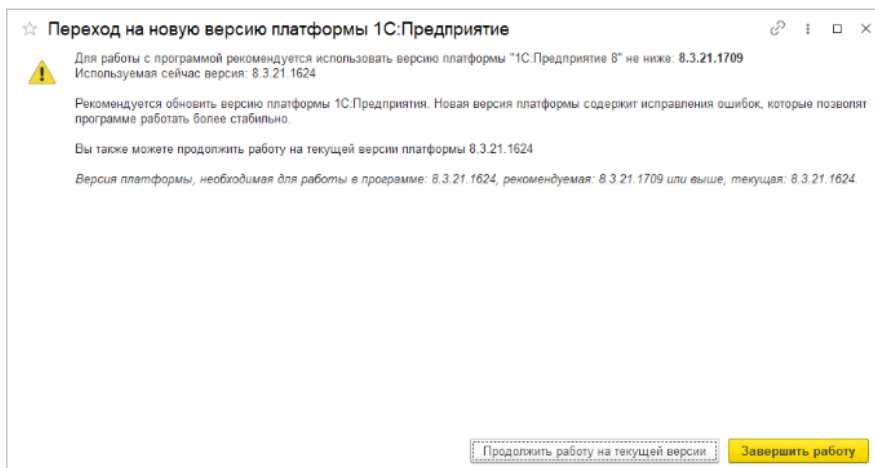 Переход на новую версию платформы 1С:Предприятие
Для работы с программой рекомендуется использовать версию платформы "1С:Предприятие 8" не ниже: 8.3.21.1709
Используемая сейчас версия: 8.3.21.1624
Рекомендуется обновить версию платформы 1С:Предприятия. Новая версия платформы содержит исправления ошибок, которые позволят
программе работать более стабильно.
Вы также можете продолжить работу на текущей версии платформы 8.3.21.1624
Версия платформы, необходимая для работы в программе: 8.3.21.1624, рекомендуемая: 8.3.21.1709 или выше, текущая: 8.3.21.1624.
Продолжить работу на текущей версии
Завершить работу